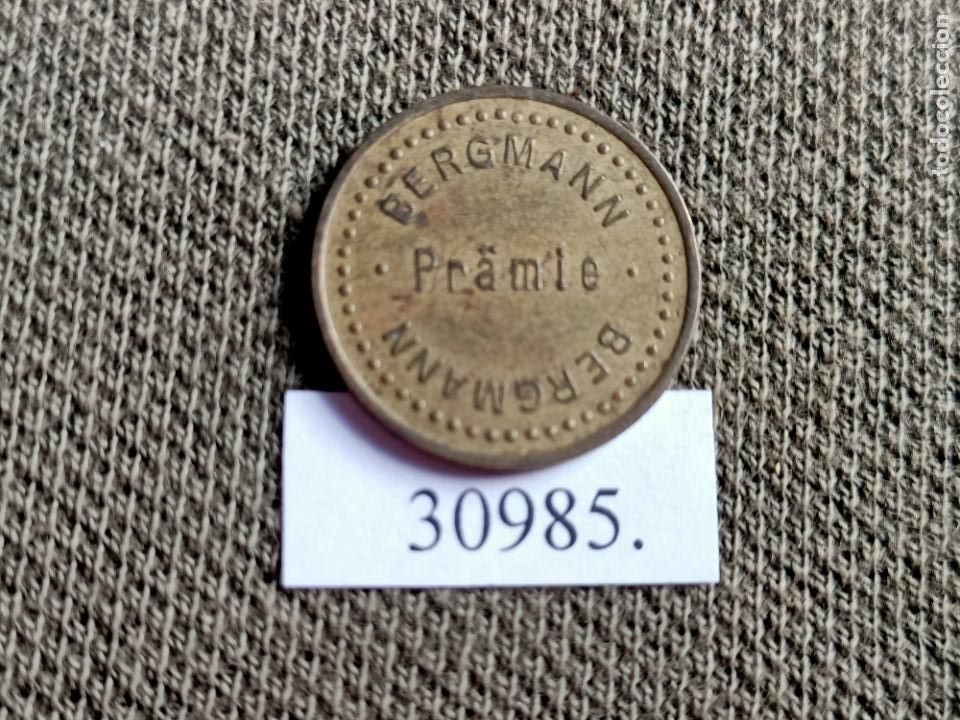 BERGMANN
· Prämie ·
BERGMANN
30985.
todocoleccion